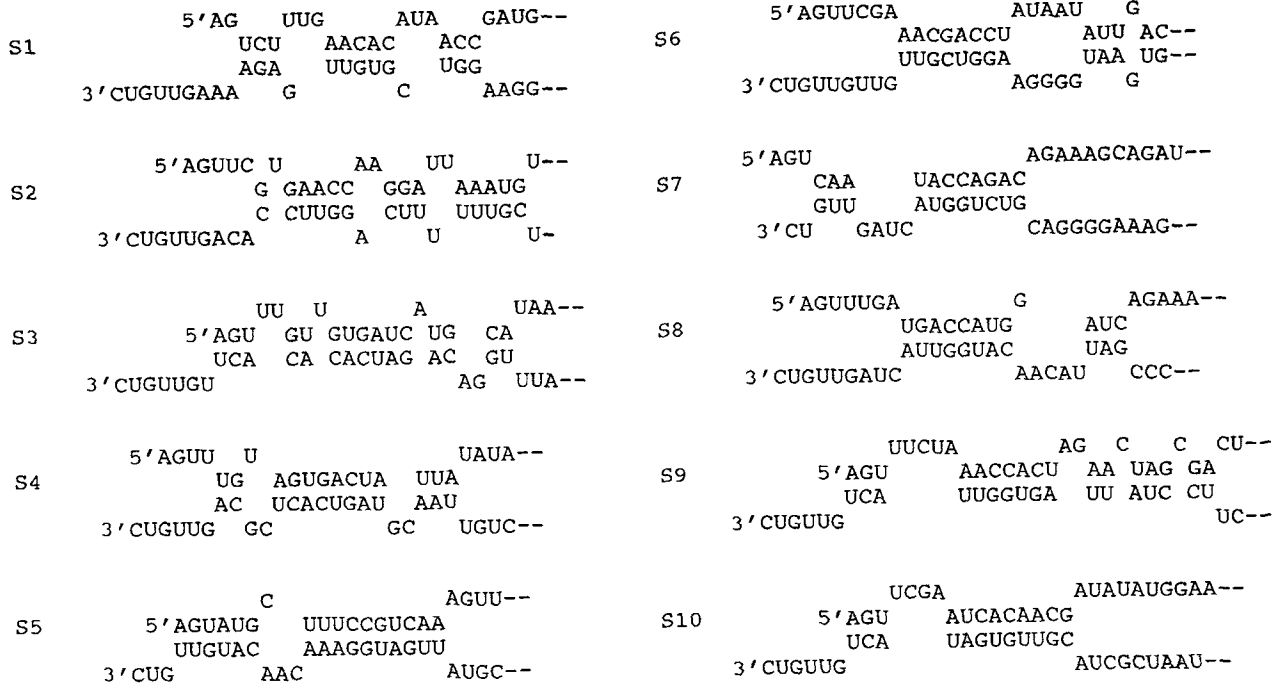 5'AG UUG AUA GAUG--
S1 UCU AACAC ACC
AGA UUGUG UGG
3'CUGUUGAAA G C AAGG--
5'AGUUC U AA UU U--
S2 G GAACC GGA AAAUG
C CUUGG CUU UUUGC
3'CUGUUGACA A U U-
UU U A UAA--
S3 5'AGU GU GUGAUC UG CA
UCA CA CACUAG AC GU
3'CUGUUGU AG UUA--
5'AGUU U UAUA--
S4 UG AGUGACUA UUA
AC UCACUGAU AAU
3'CUGUUG GC GC UGUC--
C AGUU--
S5 5'AGUAUG UUUCCGUCAA
UUGUAC AAAGGUAGUU
3'CUG AAC AUGC--
5'AGUUCGA AUAAU G
S6 AACGACCU AUU AC--
UUGCUGGA UAA UG--
3'CUGUUGUUG AGGGG G
5'AGU AGAAAGCAGAU--
S7 CAA UACCAGAC
GUU AUGGUCUG
3'CU GAUC CAGGGGAAAG--
5'AGUUUGA G AGAAA--
S8 UGACCAUG AUC
AUUGGUAC UAG
3'CUGUUGAUC AACAU CCC--
UUCUA AG C C CU--
S9 5'AGU AACCACU AA UAG GA
UCA UUGGUGA UU AUC CU
3'CUGUUG UC--
UCGA AUAUAUGGAA--
S10 5'AGU AUCACAACG
UCA UAGUGUUGC
3'CUGUUG AUCGCUAAU--